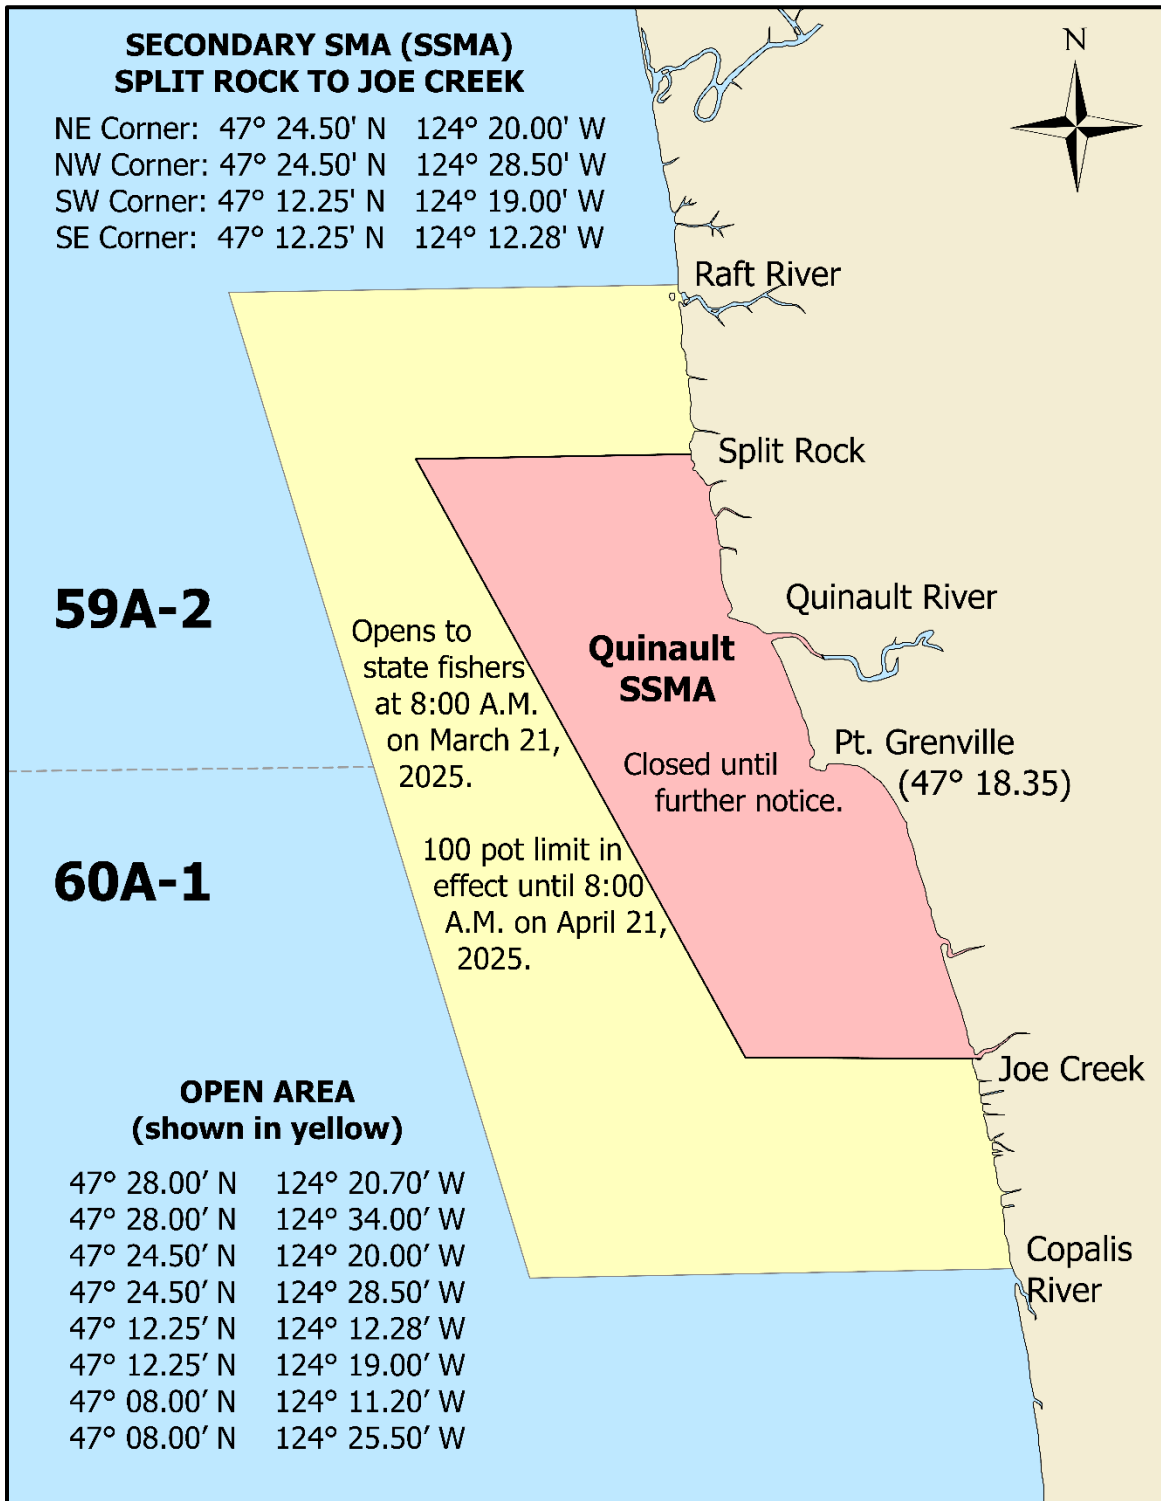 SECONDARY SMA (SSMA)
SPLIT ROCK TO JOE CREEK
NE Corner: 47° 24.50' N 124° 20.00' W
NW Corner: 47° 24.50' N 124° 28.50' W
SW Corner: 47° 12.25' N 124° 19.00' W
SE Corner: 47° 12.25' N 124° 12.28' W
N
Raft River
Split Rock
59A-2
Quinault River
Opens to
state fishers
at 8:00 A.M.
on March 21,
2025.
Quinault
SSMA
Closed until
further notice.
Pt. Grenville
(47° 18.35)
60A-1
100 pot limit in
effect until 8:00
A.M. on April 21,
2025.
Joe Creek
OPEN AREA
(shown in yellow)
47° 28.00′ N 124° 20.70′ W
47° 28.00′ N 124° 34.00′ W
47° 24.50′ N 124° 20.00′ W
47° 24.50′ N 124° 28.50′ W
47° 12.25′ N 124° 12.28′ W
47° 12.25′ N 124° 19.00′ W
47° 08.00′ N 124° 11.20′ W
47° 08.00′ N 124° 25.50′ W
Copalis
River